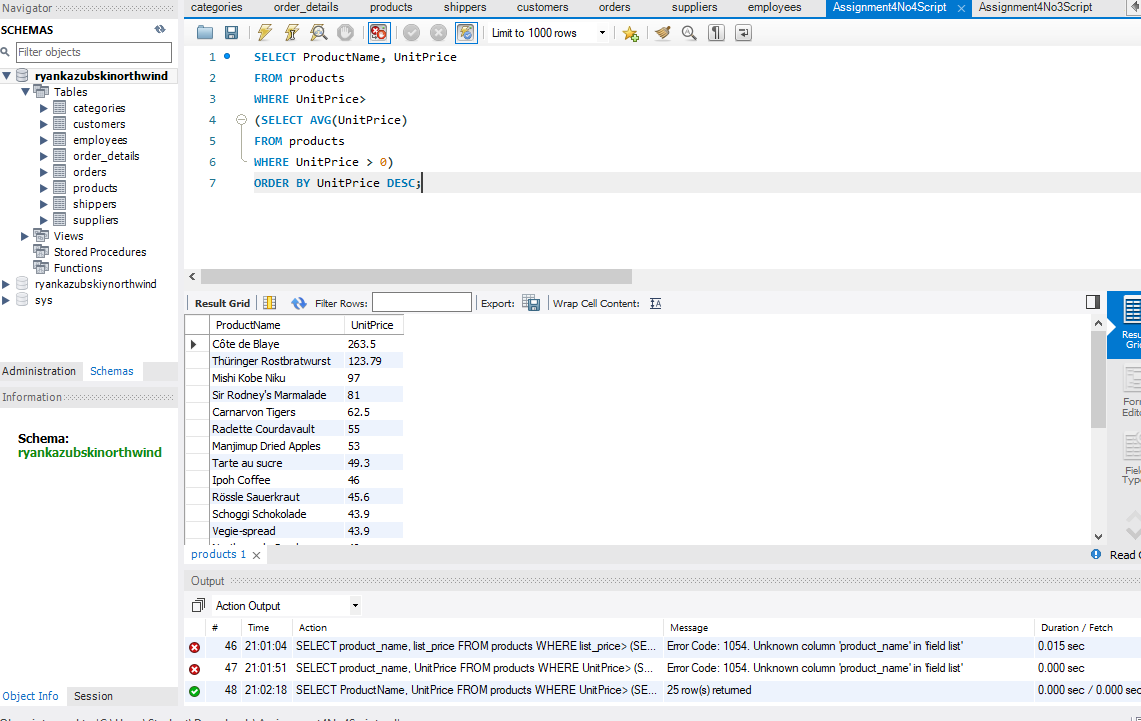 Navigator
categories order_details products shippers customers orders suppliers employees Assignment4No4Script Assignment4No3Script
SCHEMAS
Filter objects
Limit to 1000 rows
ryankazubskinorthwind
Tables
categories
customers
employees
order_details
orders
products
shippers
suppliers
Views
Stored Procedures
Functions
ryankazubskiynorthwind
sys
1 SELECT ProductName, UnitPrice
2 FROM products
3 WHERE UnitPrice>
4 (SELECT AVG(UnitPrice)
5 FROM products
6 WHERE UnitPrice > 0)
7 ORDER BY UnitPrice DESC;
Administration Schemas
Information
Schema:
ryankazubskinorthwind
Result Grid Filter Rows: Export: Wrap Cell Content:
ProductName UnitPrice
Côte de Blaye 263.5
Thüringer Rostbratwurst 123.79
Mishi Kobe Niku 97
Sir Rodney's Marmalade 81
Carnarvon Tigers 62.5
Raclette Courdavault 55
Manjimup Dried Apples 53
Tarte au sucre 49.3
Ipoh Coffee 46
Rössle Sauerkraut 45.6
Schoggi Schokolade 43.9
Vegie-spread 43.9
Resu
Grid
Form
Edito
Fiel
Type
products 1
Read O
Output
Action Output
# Time Action Message Duration / Fetch
46 21:01:04 SELECT product_name, list_price FROM products WHERE list_price> (SE... Error Code: 1054. Unknown column 'product_name' in 'field list' 0.015 sec
47 21:01:51 SELECT product_name, UnitPrice FROM products WHERE UnitPrice> (SE... Error Code: 1054. Unknown column 'product_name' in 'field list' 0.000 sec
48 21:02:18 SELECT ProductName, UnitPrice FROM products WHERE UnitPrice> (SE... 25 row(s) returned 0.000 sec / 0.000 sec
Object Info Session